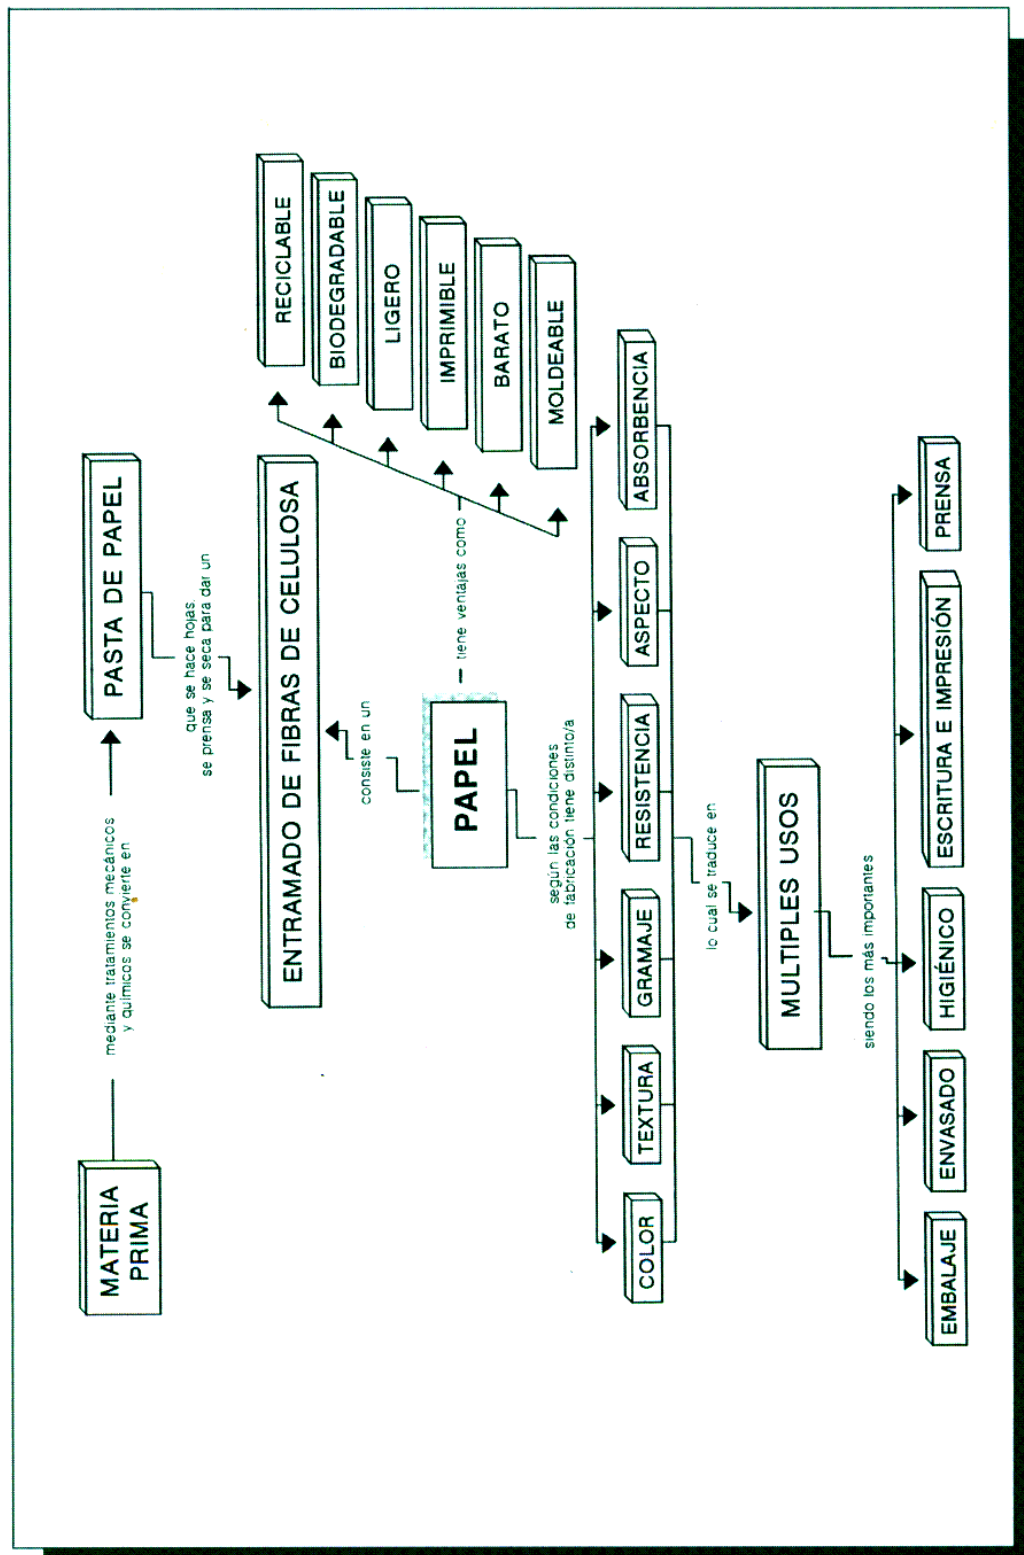 MATERIA
PRIMA
mediante tratamientos mecánicos
y químicos se convierte en
PASTA DE PAPEL
que se hace hojas,
se prensa y se seca para dar un
ENTRAMADO DE FIBRAS DE CELULOSA
consiste en un
PAPEL
tiene ventajas como
RECICLABLE
BIODEGRADABLE
LIGERO
IMPRIMIBLE
BARATO
MOLDEABLE
según las condiciones
de fabricación tiene distinto/a
COLOR
TEXTURA
GRAMAJE
RESISTENCIA
ASPECTO
ABSORBENCIA
lo cual se traduce en
MULTIPLES USOS
siendo los más importantes
EMBALAJE
ENVASADO
HIGIÉNICO
ESCRITURA E IMPRESIÓN
PRENSA